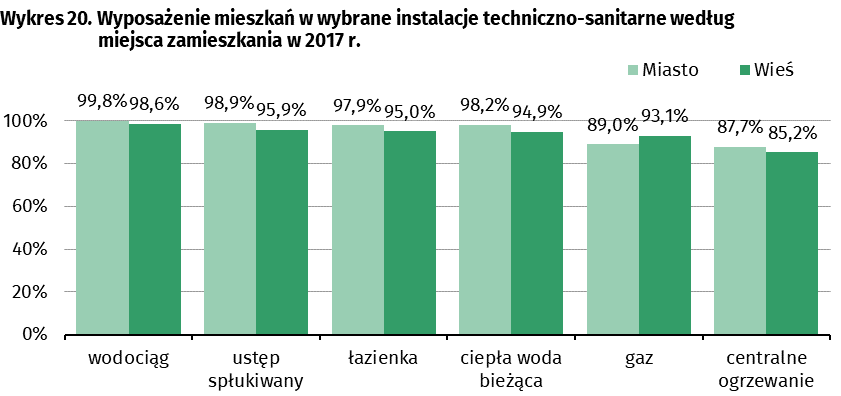 Wykres 20. Wyposażenie mieszkań w wybrane instalacje techniczno-sanitarne według
miejsca zamieszkania w 2017 r.
Miasto Wieś
99,8% 98,6% 98,9% 95,9% 97,9% 95,0% 98,2% 94,9% 89,0% 93,1% 87,7% 85,2%
100%
80%
60%
40%
20%
0%
wodociąg ustęp łazienka ciepła woda gaz centralne
spłukiwany bieżąca ogrzewanie